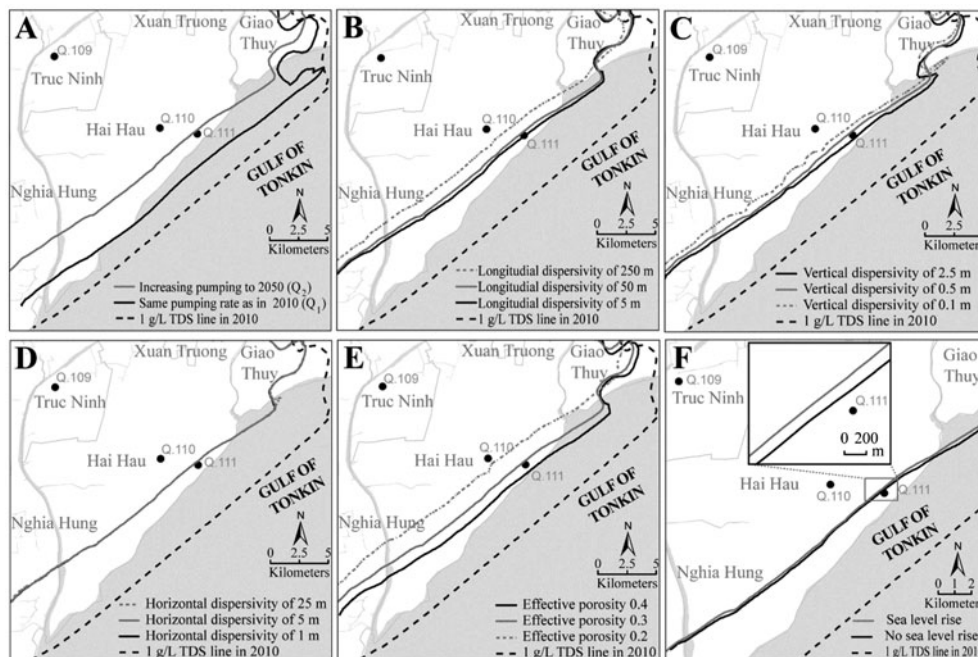 A
Xuan Truong
Giao
Thuy
Q.109
Truc Ninh
Q.110
Hai Hau
Q.111
Nghia Hung
GULF OF
TONKIN
N
0 2.5 5
Kilometers
Increasing pumping to 2050 (Q2)
Same pumping rate as in 2010 (Q1)
1 g/L TDS line in 2010
B
Xuan Truong
Giao
Thuy
Truc Ninh
Q.110
Hai Hau
Q.111
Nghia Hung
GULF OF
TONKIN
N
0 2.5 5
Kilometers
Longitudial dispersivity of 250 m
Longitudial dispersivity of 50 m
Longitudial dispersivity of 5 m
1 g/L TDS line in 2010
C
Xuan Truong
Giao
Thuy
Q.109
Truc Ninh
Q.110
Hai Hau
Q.111
Nghia Hung
GULF OF
TONKIN
N
0 2.5 5
Kilometers
Vertical dispersivity of 2.5 m
Vertical dispersivity of 0.5 m
Vertical dispersivity of 0.1 m
1 g/L TDS line in 2010
D
Xuan Truong
Giao
Thuy
Q.109
Truc Ninh
Q.110
Hai Hau
Q.111
Nghia Hung
GULF OF
TONKIN
N
0 2.5 5
Kilometers
Horizontal dispersivity of 25 m
Horizontal dispersivity of 5 m
Horizontal dispersivity of 1 m
1 g/L TDS line in 2010
E
Xuan Truong
Giao
Thuy
Q.109
Truc Ninh
Q.110
Hai Hau
Q.111
Nghia Hung
GULF OF
TONKIN
N
0 2.5 5
Kilometers
Effective porosity 0.4
Effective porosity 0.3
Effective porosity 0.2
1 g/L TDS line in 2010
F
Xuan Truong
Giao
Thuy
Q.109
Truc Ninh
Q.111
0 200
m
Hai Hau
Q.110
Q.111
Nghia Hung
GULF OF
TONKIN
N
0 1 2
Kilometer
Sea level rise
No sea level rise
1 g/L TDS line in 201